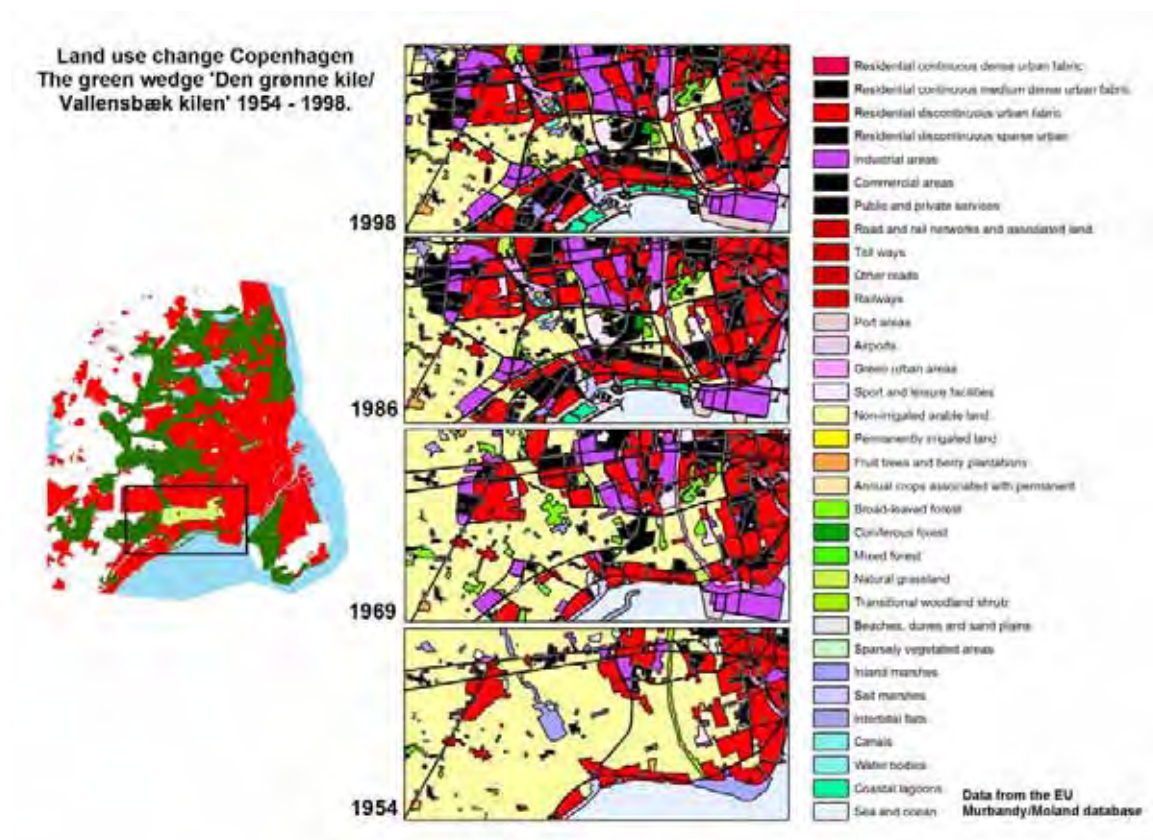 Land use change Copenhagen
The green wedge 'Den grønne kile/
Vallensbæk kilen' 1954 - 1998.
1998
1986
1969
1954
Residential continuous dense urban fabric
Residential continuous medium dense urban fabric
Residential discontinuous urban fabric
Residential discontinuous sparse urban
Industrial areas
Commercial areas
Public and private services
Road and rail networks and associated land
Toll ways
Other roads
Railways
Port areas
Airports
Green urban areas
Sport and leisure facilities
Non-irrigated arable land
Permanently irrigated land
Fruit trees and berry plantations
Annual crops associated with permanent
Broad-leaved forest
Coniferous forest
Mixed forest
Natural grassland
Transitional woodland shrub
Beaches, dunes and sand plains
Sparsely vegetated areas
Inland marshes
Salt marshes
Intertidal flats
Canals
Water bodies
Coastal lagoons
Sea and ocean
Data from the EU
Murbandy/Moland database